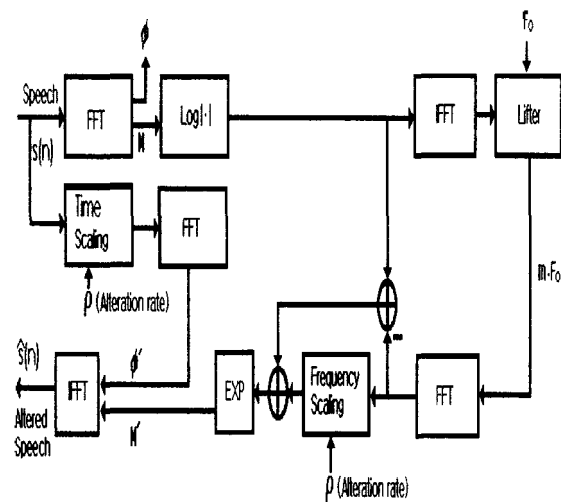 ϕ
F₀
Speech
FFT
Log|·|
IFFT
Lifter
s(n)
M
Time
Scaling
FFT
m·F₀
ρ (Alteration rate)
−
ŝ(n)
IFFT
ϕ′
EXP
Frequency
Scaling
FFT
Altered
Speech
M′
ρ (Alteration rate)